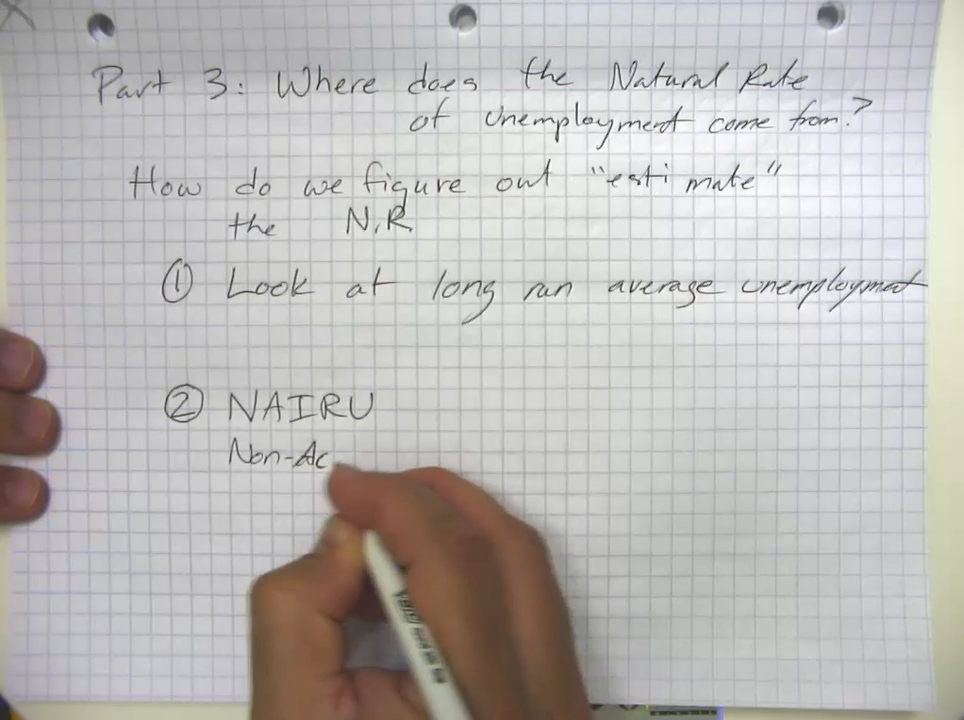 Part 3: Where does the Natural Rate
of Unemployment come from?
How do we figure out "estimate"
the N.R.
① Look at long run average unemploymet
② NAIRU
Non-Ac